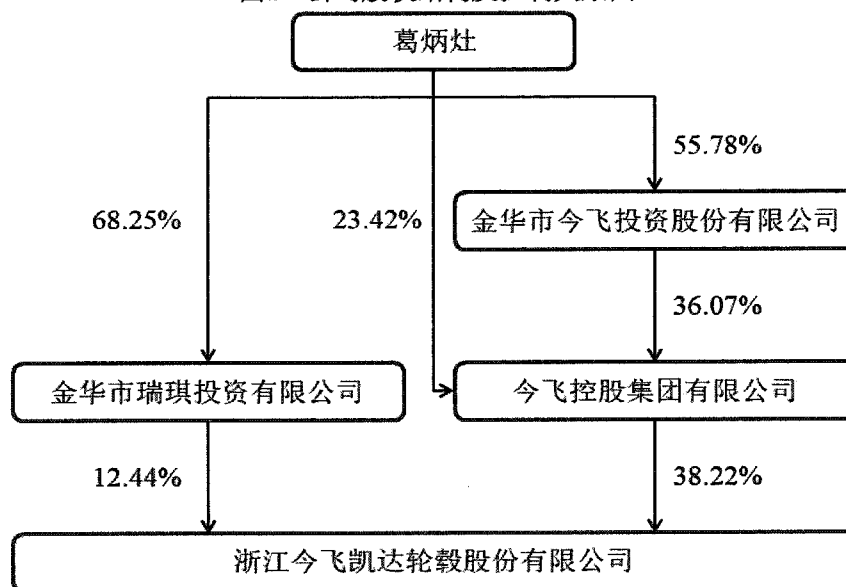 葛炳灶
55.78%
68.25%
23.42%
金华市今飞投资股份有限公司
36.07%
金华市瑞琪投资有限公司
今飞控股集团有限公司
12.44%
38.22%
浙江今飞凯达轮毂股份有限公司